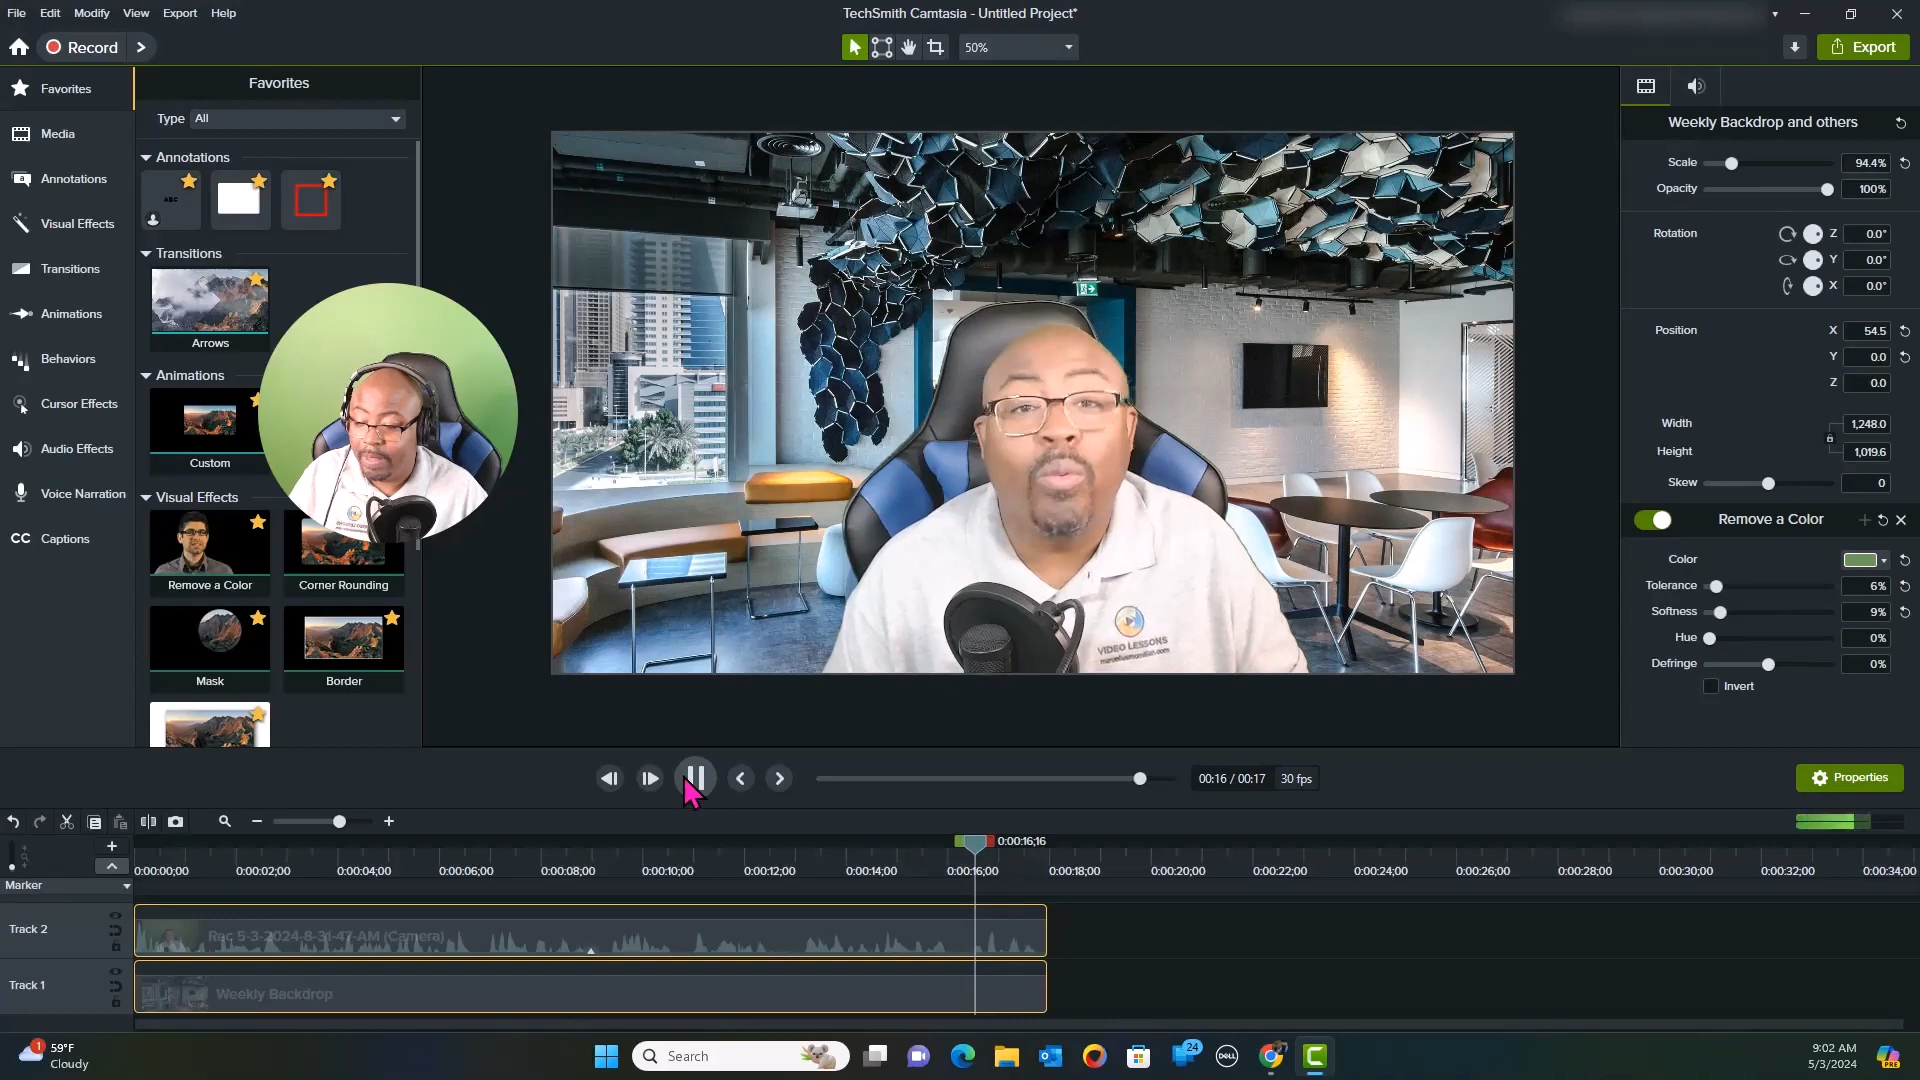 File Edit Modify View Export Help
TechSmith Camtasia - Untitled Project*
Record
50%
Export
Favorites
Media
Annotations
Visual Effects
Transitions
Animations
Behaviors
Cursor Effects
Audio Effects
Voice Narration
CC Captions
Favorites
Type All
Annotations
ABC
Transitions
Arrows
Animations
Custom
Visual Effects
Remove a Color
Corner Rounding
Mask
Border
VIDEO LESSONS
Weekly Backdrop and others
Scale 94.4%
Opacity 100%
Rotation Z 0.0°
Y 0.0°
X 0.0°
Position X 54.5
Y 0.0
Z 0.0
Width 1,248.0
Height 1,019.6
Skew 0
Remove a Color
Color
Tolerance 6%
Softness 9%
Hue 0%
Defringe 0%
Invert
00:16 / 00:17 30 fps
Properties
0:00:16;16
0:00:00;00 0:00:02;00 0:00:04;00 0:00:06;00 0:00:08;00 0:00:10;00 0:00:12;00 0:00:14;00 0:00:16;00 0:00:18;00 0:00:20;00 0:00:22;00 0:00:24;00 0:00:26;00 0:00:28;00 0:00:30;00 0:00:32;00 0:00:34;00
Marker
Track 2
Rec 5-3-2024-8-31-47-AM (Camera)
Track 1
Weekly Backdrop
1
59°F
Cloudy
Search
24
DELL
9:02 AM
5/3/2024
PRE